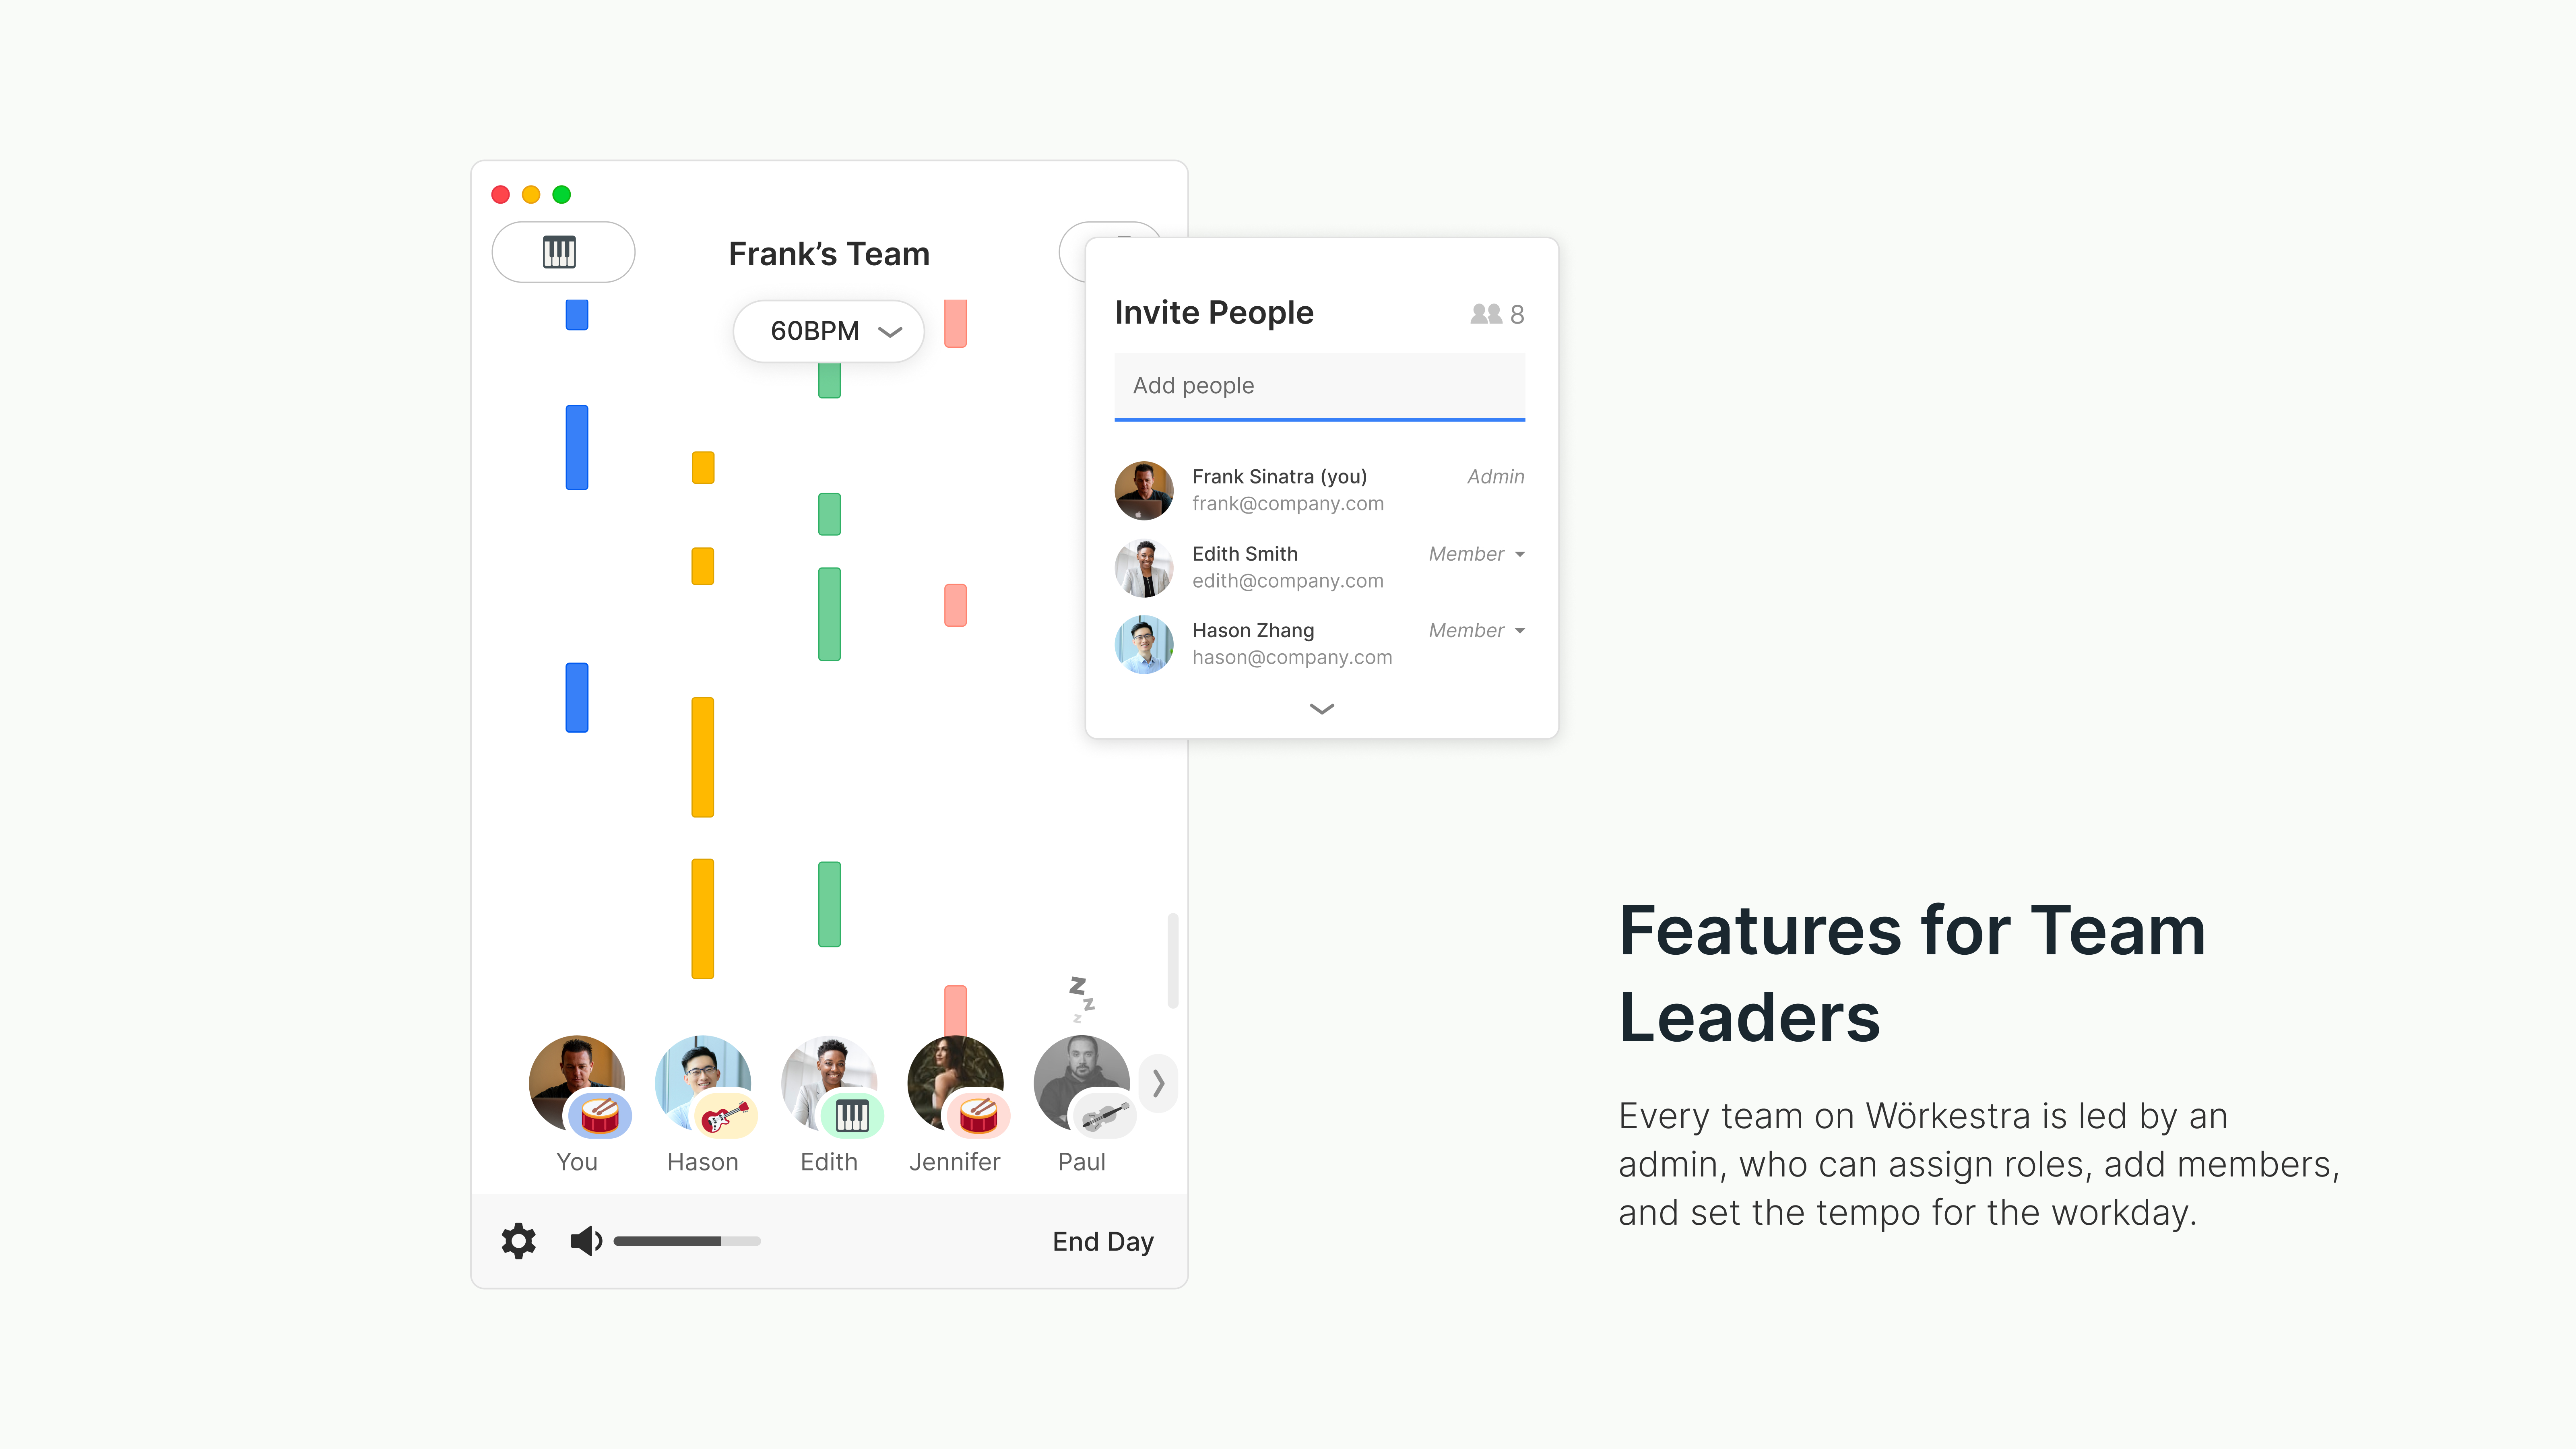 Frank’s Team
60BPM
Invite People
8
Add people
Frank Sinatra (you)
Admin
frank@company.com
Edith Smith
Member
edith@company.com
Hason Zhang
Member
hason@company.com
z
z
z
You
Hason
Edith
Jennifer
Paul
End Day
Features for Team
Leaders
Every team on Wörkestra is led by an
admin, who can assign roles, add members,
and set the tempo for the workday.